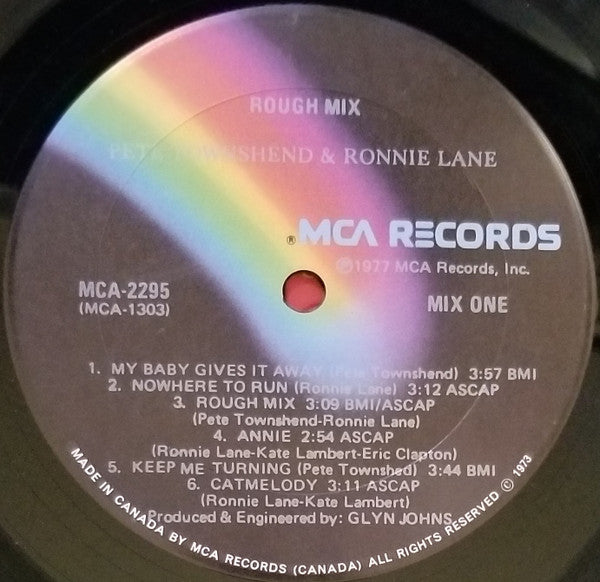 ROUGH MIX
PETE TOWNSHEND & RONNIE LANE
® MCA RECORDS
℗1977 MCA Records, Inc.
MCA-2295
(MCA-1303)
MIX ONE
1. MY BABY GIVES IT AWAY (Pete Townshend) 3:57 BMI
2. NOWHERE TO RUN (Ronnie Lane) 3:12 ASCAP
3. ROUGH MIX 3:09 BMI/ASCAP
(Pete Townshend-Ronnie Lane)
4. ANNIE 2:54 ASCAP
(Ronnie Lane-Kate Lambert-Eric Clapton)
5. KEEP ME TURNING (Pete Townshed) 3:44 BMI
6. CATMELODY 3:11 ASCAP
(Ronnie Lane-Kate Lambert)
Produced & Engineered by: GLYN JOHNS
MADE IN CANADA BY MCA RECORDS (CANADA) ALL RIGHTS RESERVED © 1973